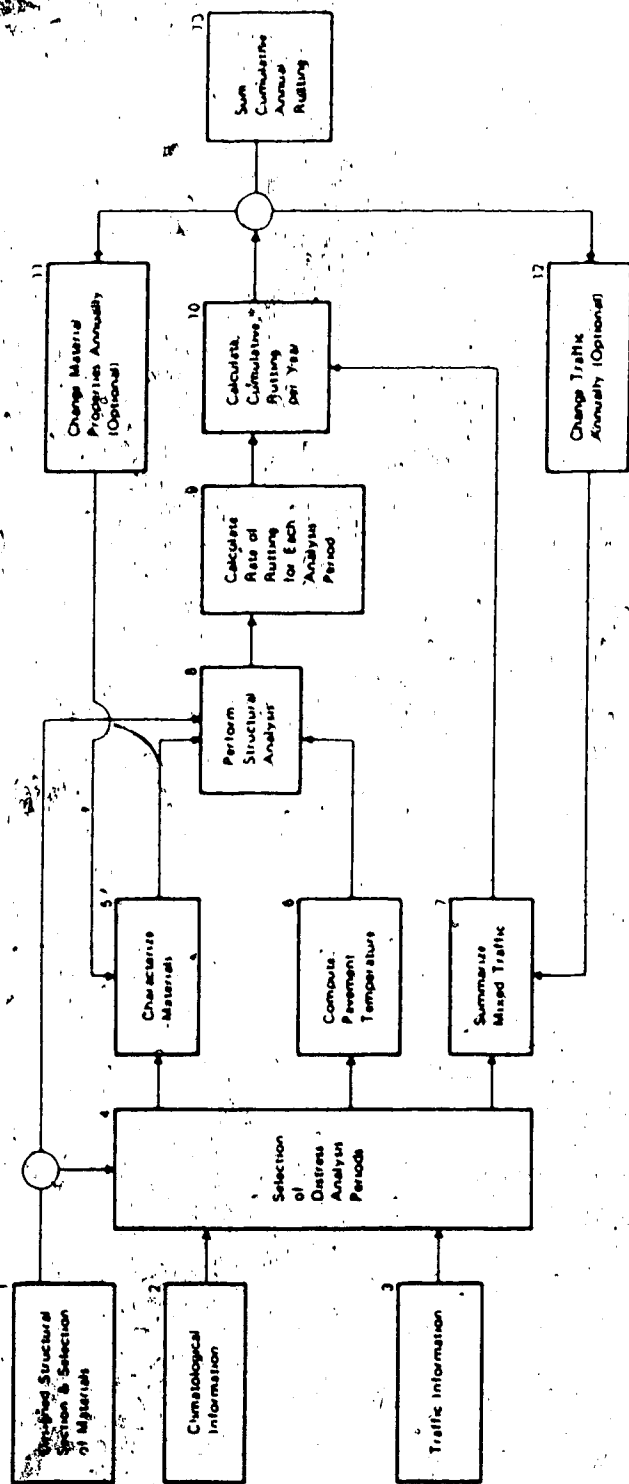 1
Designed Structural
Section & Selection
of Materials
2
Climatological
Information
3
Traffic Information
4
Selection
of
Distress
Analysis
Periods
5
Characterize
Materials
6
Compute
Pavement
Temperature
7
Summarize
Mixed Traffic
8
Perform
Structural
Analysis
9
Calculate
Rate of
Rutting
for Each
Analysis
Period
10
Calculate
Cumulative *
Rutting
per Year
11
Change Material
Properties Annually
(Optional)
12
Change Traffic
Annually (Optional)
13
Sum
Cumulative
Annual
Rutting